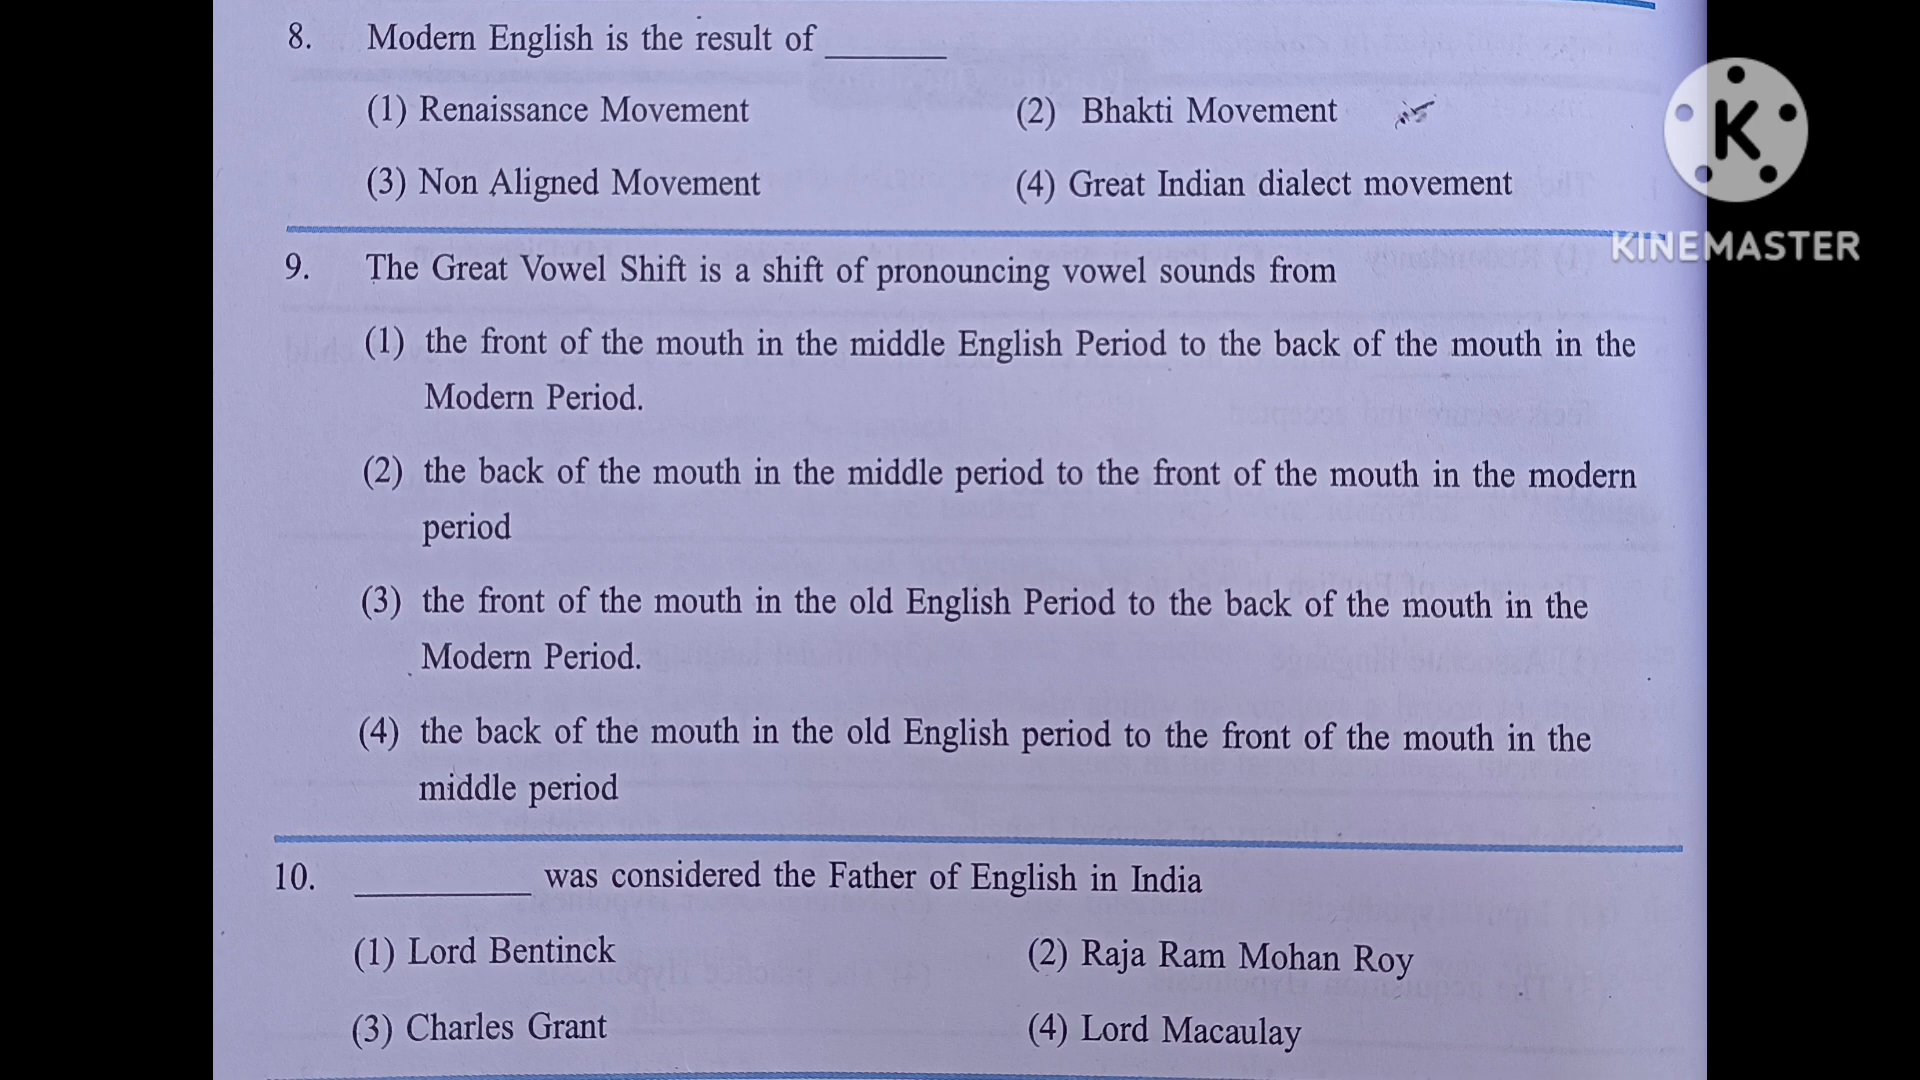 8. Modern English is the result of ________
(1) Renaissance Movement (2) Bhakti Movement
(3) Non Aligned Movement (4) Great Indian dialect movement
K
KINEMASTER
9. The Great Vowel Shift is a shift of pronouncing vowel sounds from
(1) the front of the mouth in the middle English Period to the back of the mouth in the
Modern Period.
(2) the back of the mouth in the middle period to the front of the mouth in the modern
period
(3) the front of the mouth in the old English Period to the back of the mouth in the
Modern Period.
(4) the back of the mouth in the old English period to the front of the mouth in the
middle period
10. ____________ was considered the Father of English in India
(1) Lord Bentinck (2) Raja Ram Mohan Roy
(3) Charles Grant (4) Lord Macaulay